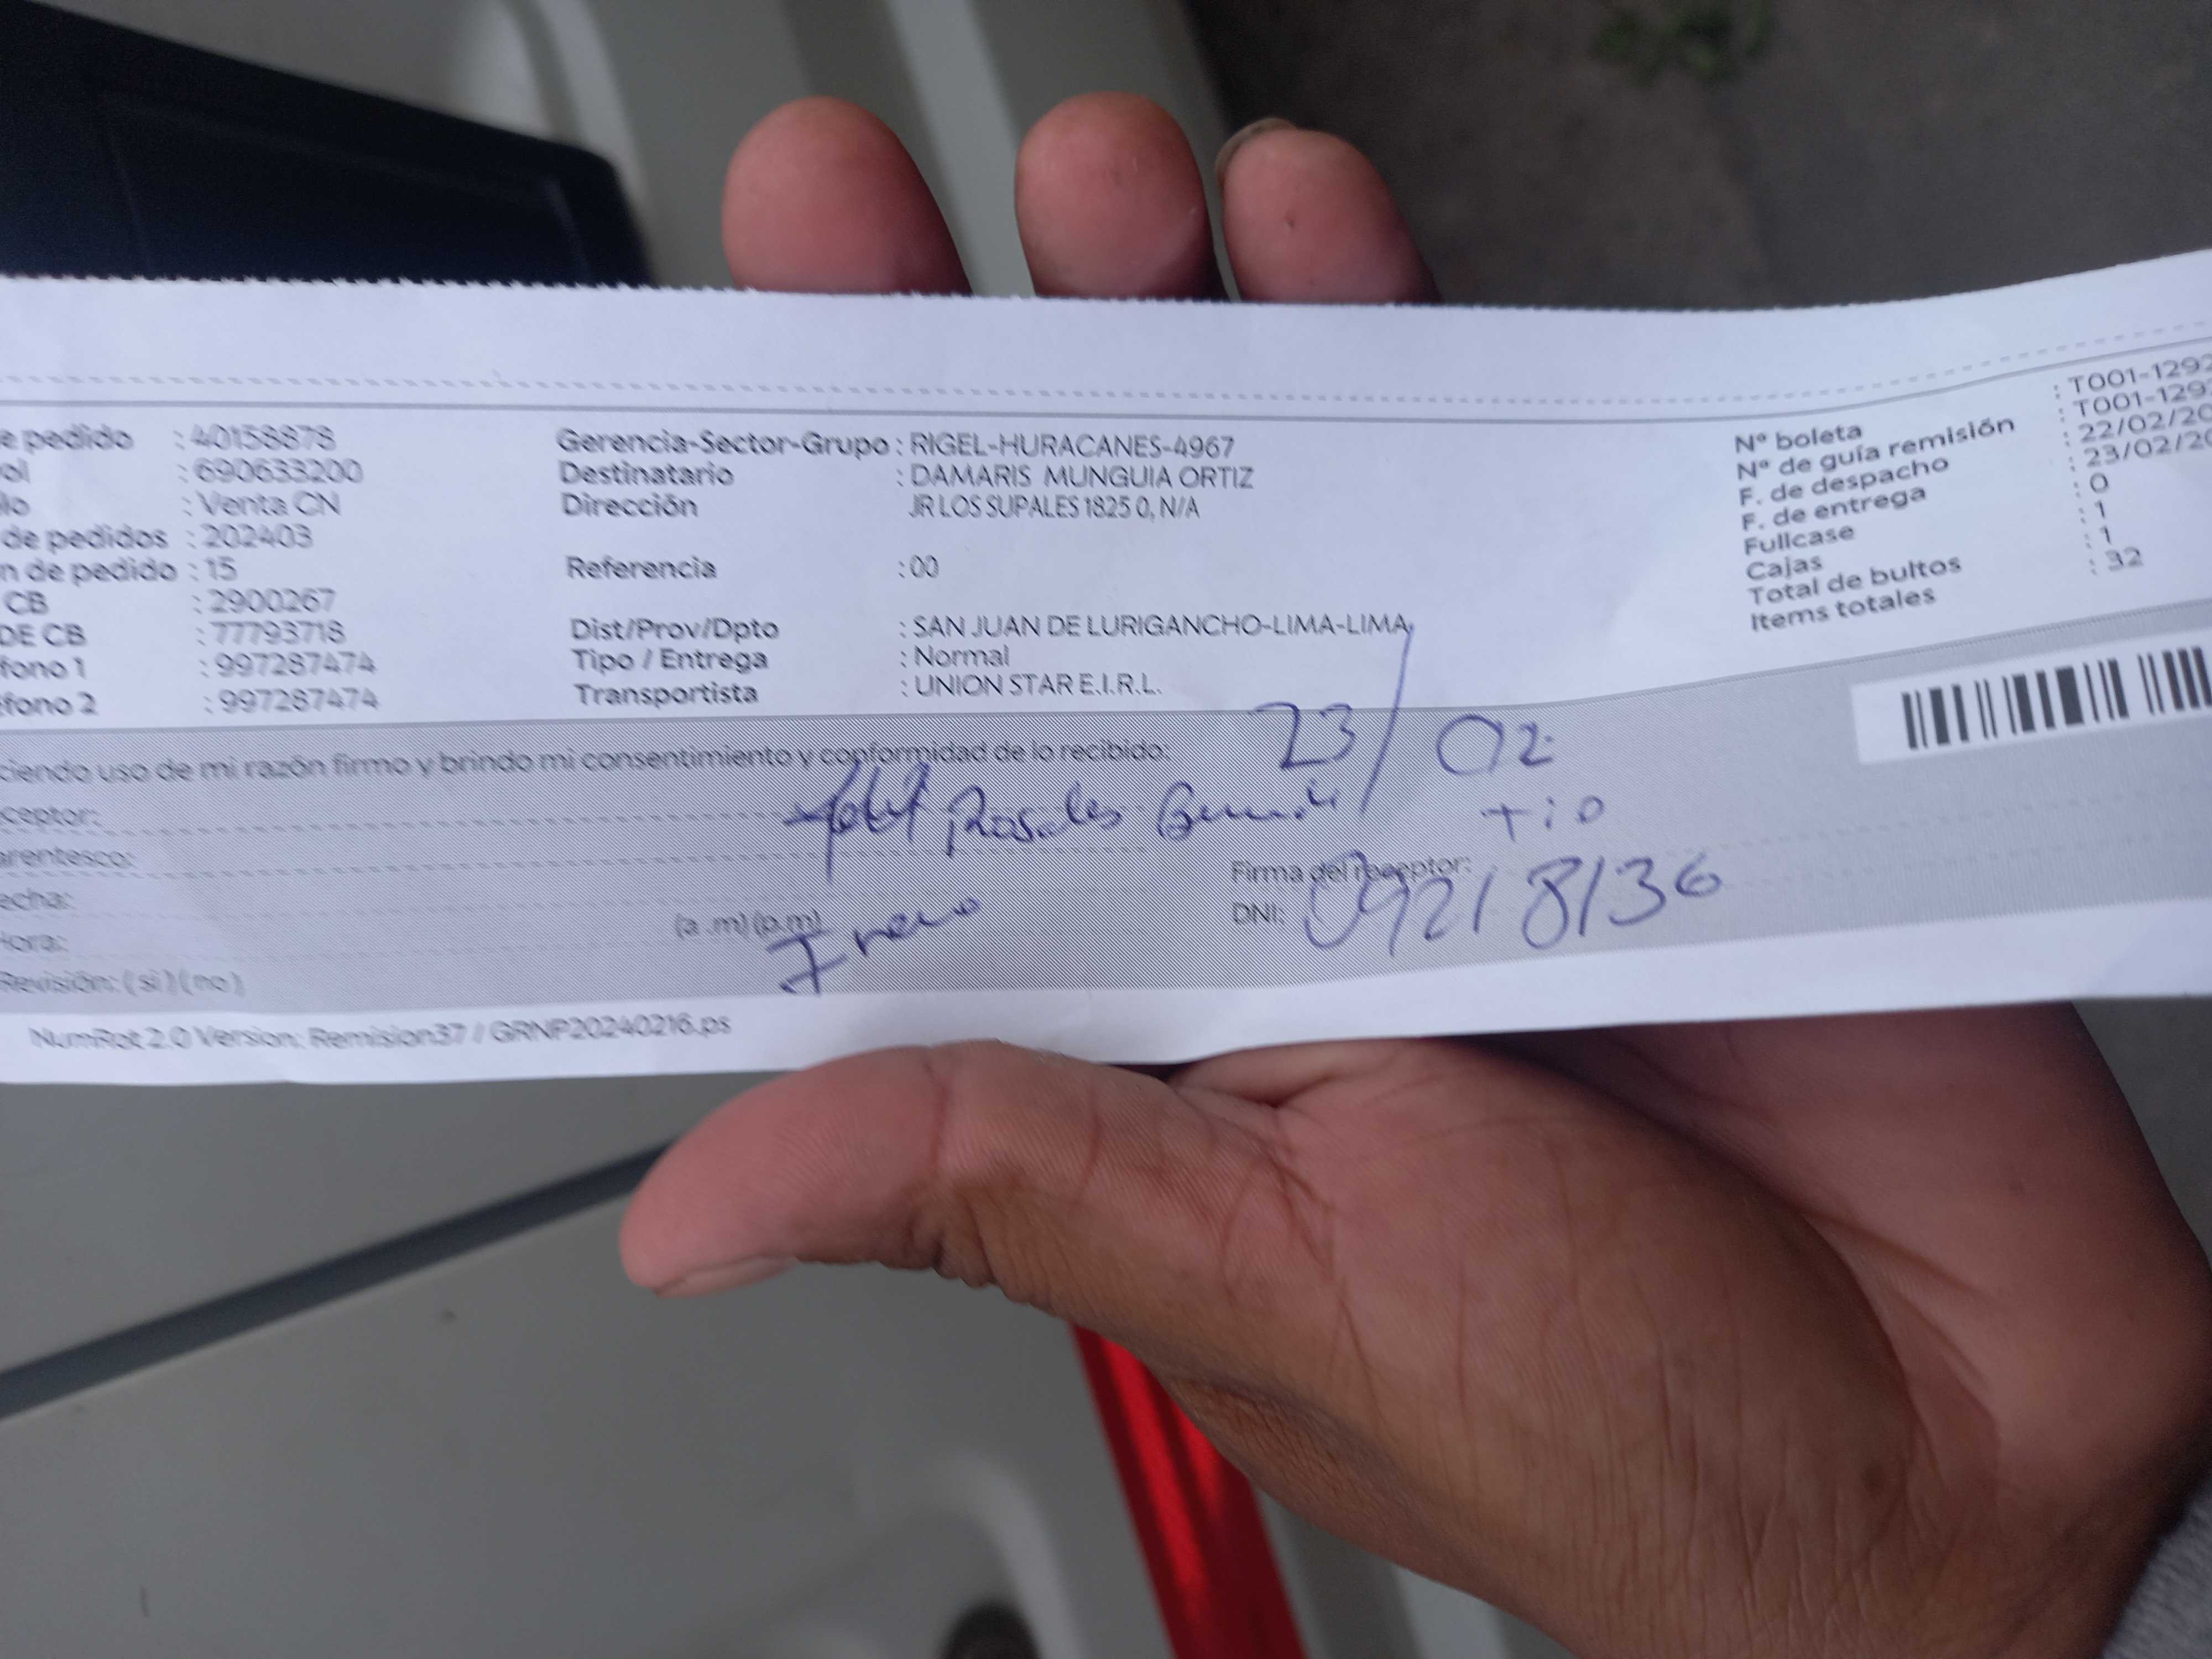 e pedido : 40158878
ol : 690633200
lo : Venta CN
de pedidos : 202403
n de pedido : 15
CB : 2900267
DE CB : 77793718
fono 1 : 997287474
éfono 2 : 997287474
Gerencia-Sector-Grupo : RIGEL-HURACANES-4967
Destinatario : DAMARIS MUNGUIA ORTIZ
Dirección JR LOS SUPALES 1825 0, N/A
Referencia : 00
Dist/Prov/Dpto : SAN JUAN DE LURIGANCHO-LIMA-LIMA
Tipo / Entrega : Normal
Transportista : UNION STAR E.I.R.L.
Nº boleta : T001-1292
Nº de guía remisión : T001-129
F. de despacho : 22/02/20
F. de entrega : 23/02/20
Fullcase : 0
Cajas : 1
Total de bultos : 1
Items totales : 32
ciendo uso de mi razón firmo y brindo mi consentimiento y conformidad de lo recibido:
23/02
ceptor: Rosales
tio
arentesco:
Firma del receptor:
echa:
DNI: 09218136
Hora: (a .m) (p.m)
Revisión: ( si ) ( no )
NumRot 2.0 Version: Remision37 / GRNP20240216.ps